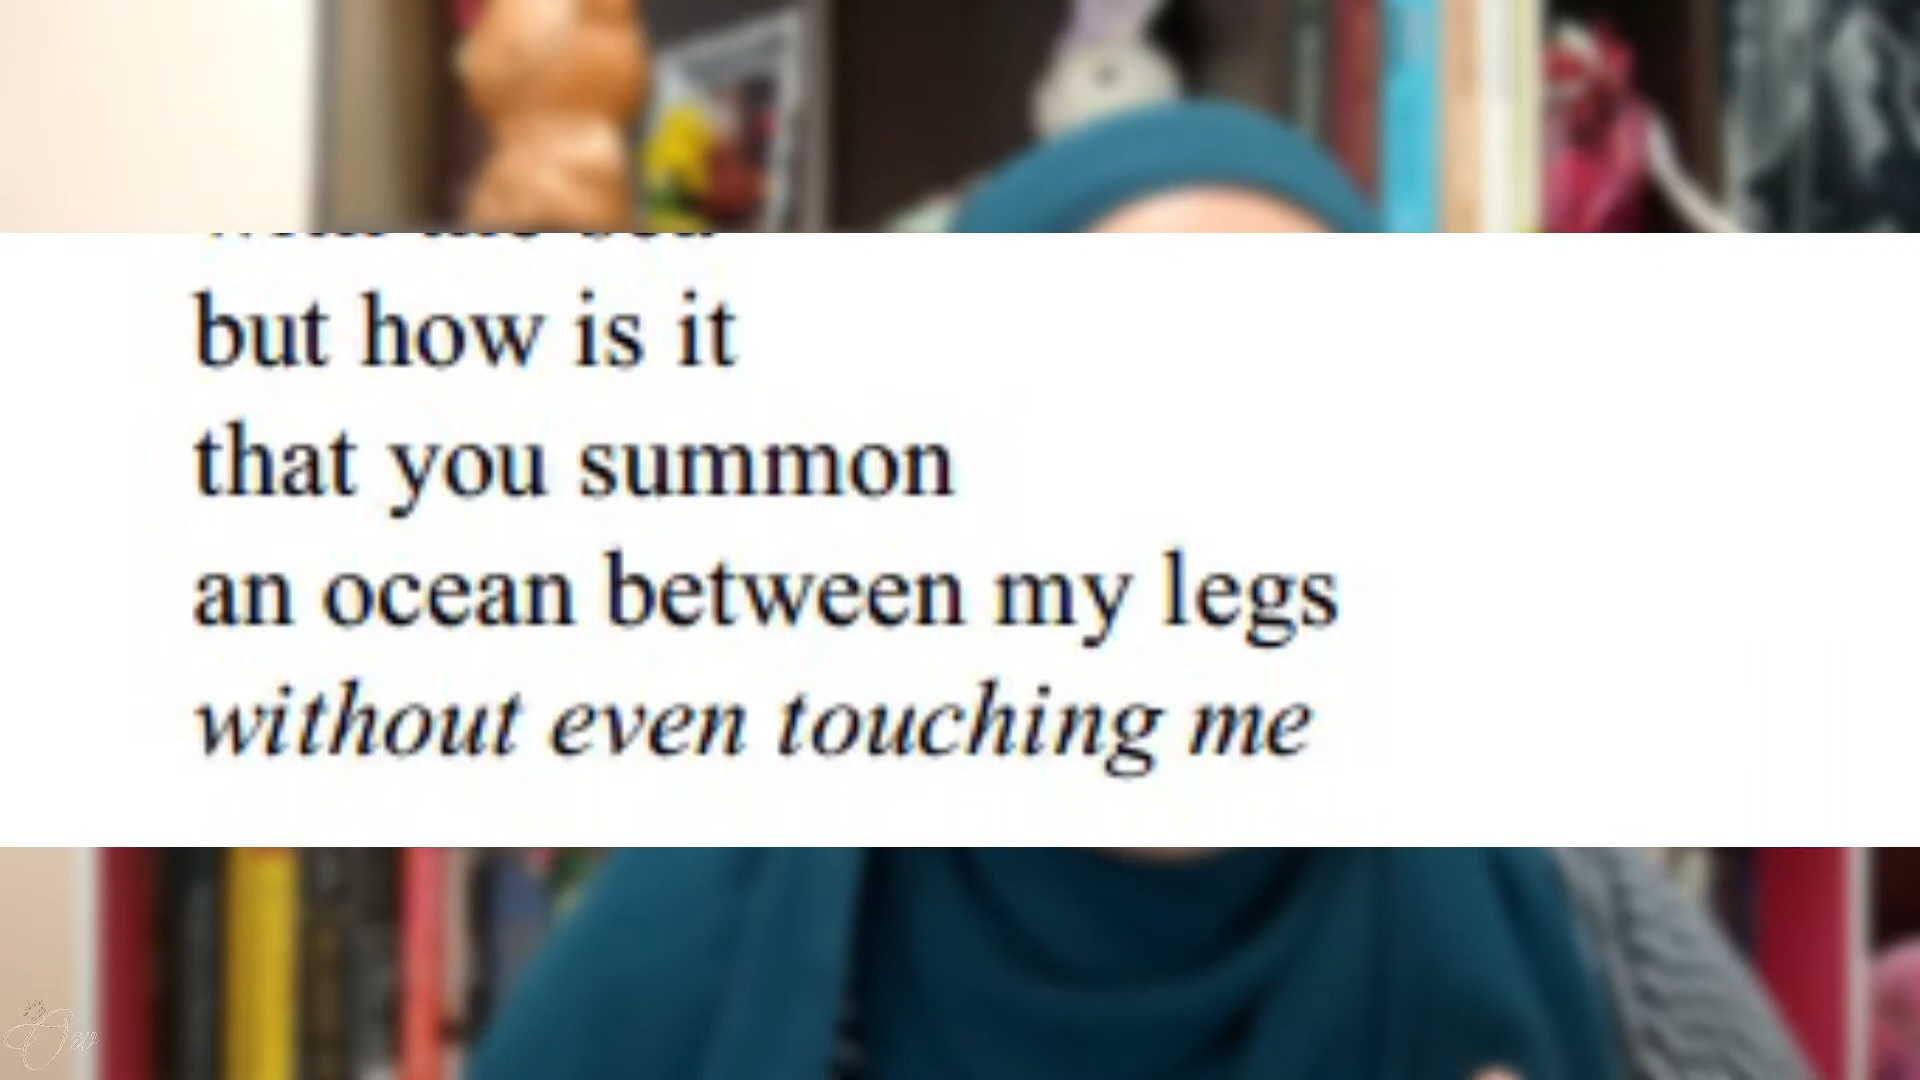 but how is it
that you summon
an ocean between my legs
without even touching me